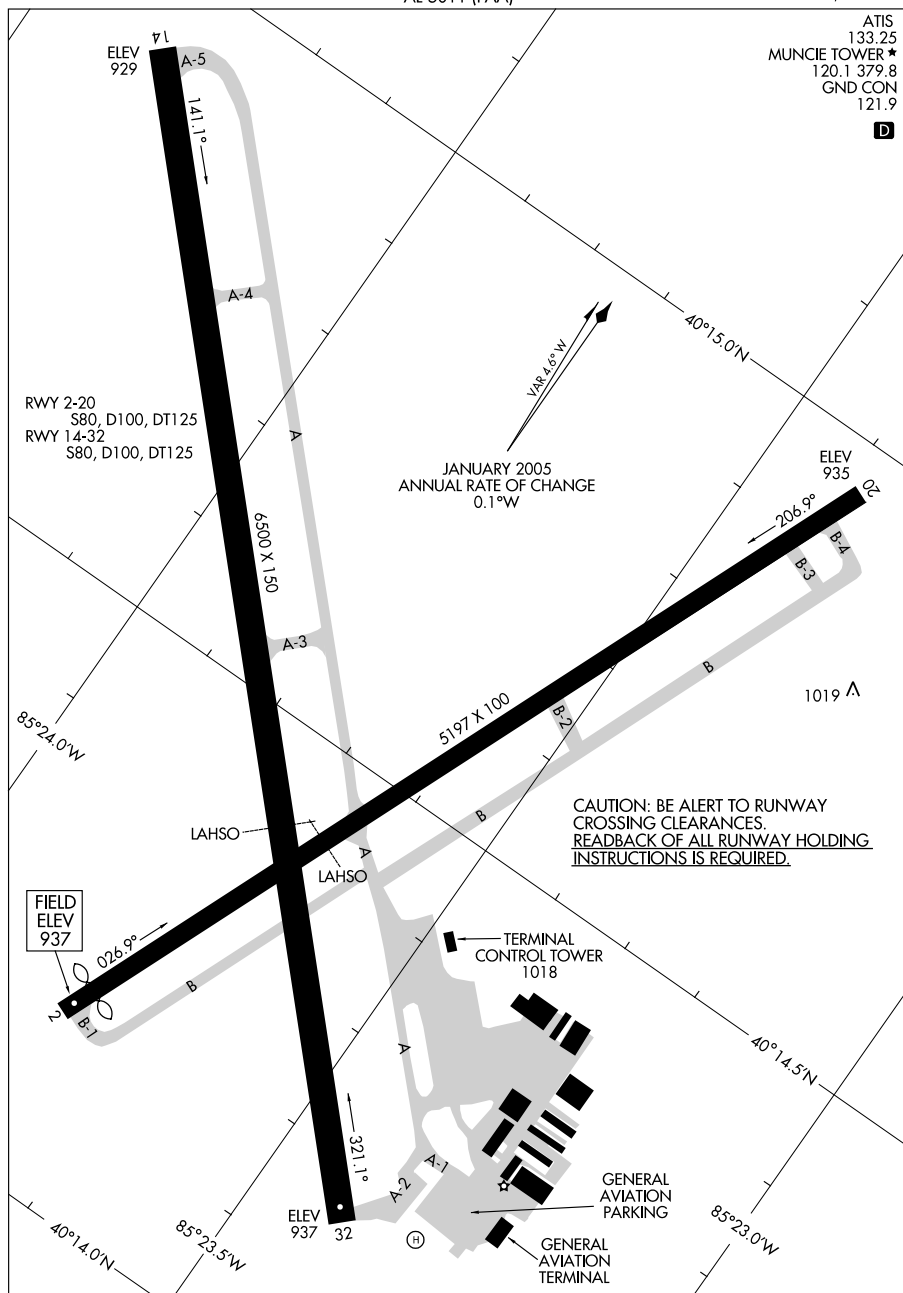 AL-5011 (FAA)
ATIS
133.25
MUNCIE TOWER ★
120.1 379.8
GND CON
121.9
D
14
ELEV
929
A-5
141.1°
A-4
40°15.0'N
VAR 4.6° W
RWY 2-20
S80, D100, DT125
RWY 14-32
S80, D100, DT125
A
JANUARY 2005
ANNUAL RATE OF CHANGE
0.1°W
ELEV
935
20
206.9°
B-4
B-3
6500 X 150
A-3
B
1019
85°24.0'W
5197 X 100
B-2
CAUTION: BE ALERT TO RUNWAY
CROSSING CLEARANCES.
READBACK OF ALL RUNWAY HOLDING
INSTRUCTIONS IS REQUIRED.
B
LAHSO
A
LAHSO
FIELD
ELEV
937
026.9°
TERMINAL
CONTROL TOWER
1018
B
2
B-1
A
40°14.5'N
321.1°
A-1
A-2
GENERAL
AVIATION
PARKING
ELEV
937
32
H
40°14.0'N
85°23.5'W
85°23.0'W
GENERAL
AVIATION
TERMINAL